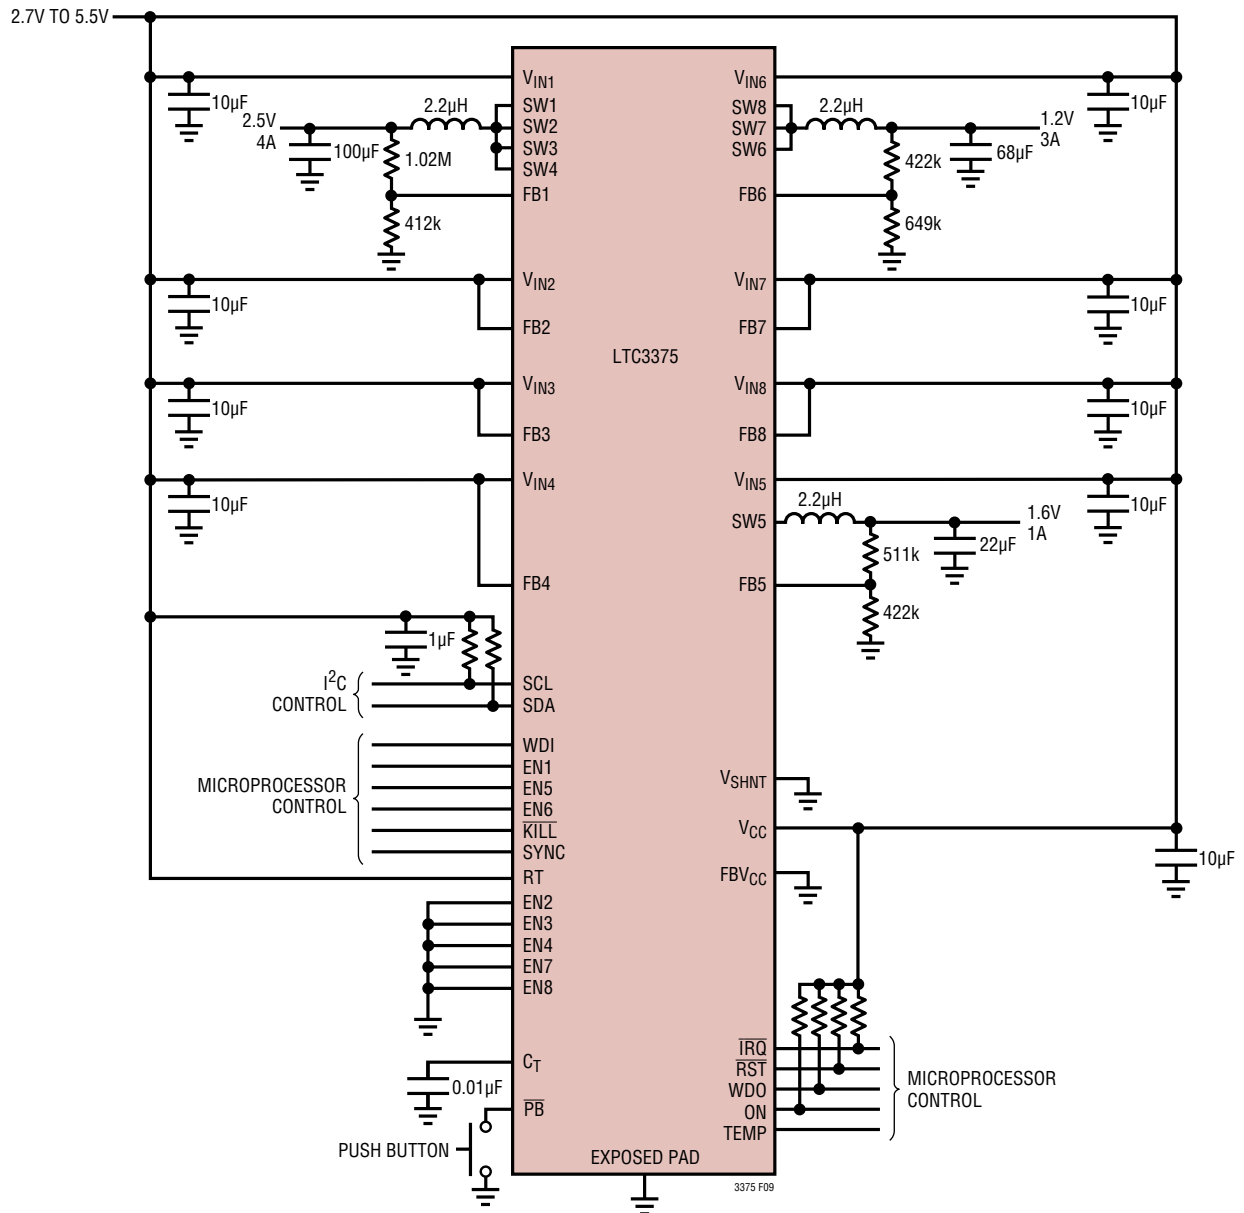 2.7V TO 5.5V
VIN1
VIN6
10µF
2.2µH
SW1
SW8
2.2µH
10µF
2.5V
4A
SW2
SW7
1.2V
3A
100µF
1.02M
SW3
SW6
422k
68µF
SW4
FB1
FB6
412k
649k
VIN2
VIN7
10µF
10µF
FB2
FB7
LTC3375
VIN3
VIN8
10µF
10µF
FB3
FB8
VIN4
VIN5
10µF
2.2µH
10µF
SW5
1.6V
1A
511k
22µF
FB4
FB5
422k
1µF
I2C
CONTROL
SCL
SDA
MICROPROCESSOR
CONTROL
WDI
EN1
EN5
EN6
KILL
SYNC
RT
VSHNT
VCC
10µF
FBVCC
EN2
EN3
EN4
EN7
EN8
CT
0.01µF
PB
PUSH BUTTON
IRQ
RST
WDO
ON
TEMP
MICROPROCESSOR
CONTROL
EXPOSED PAD
3375 F09